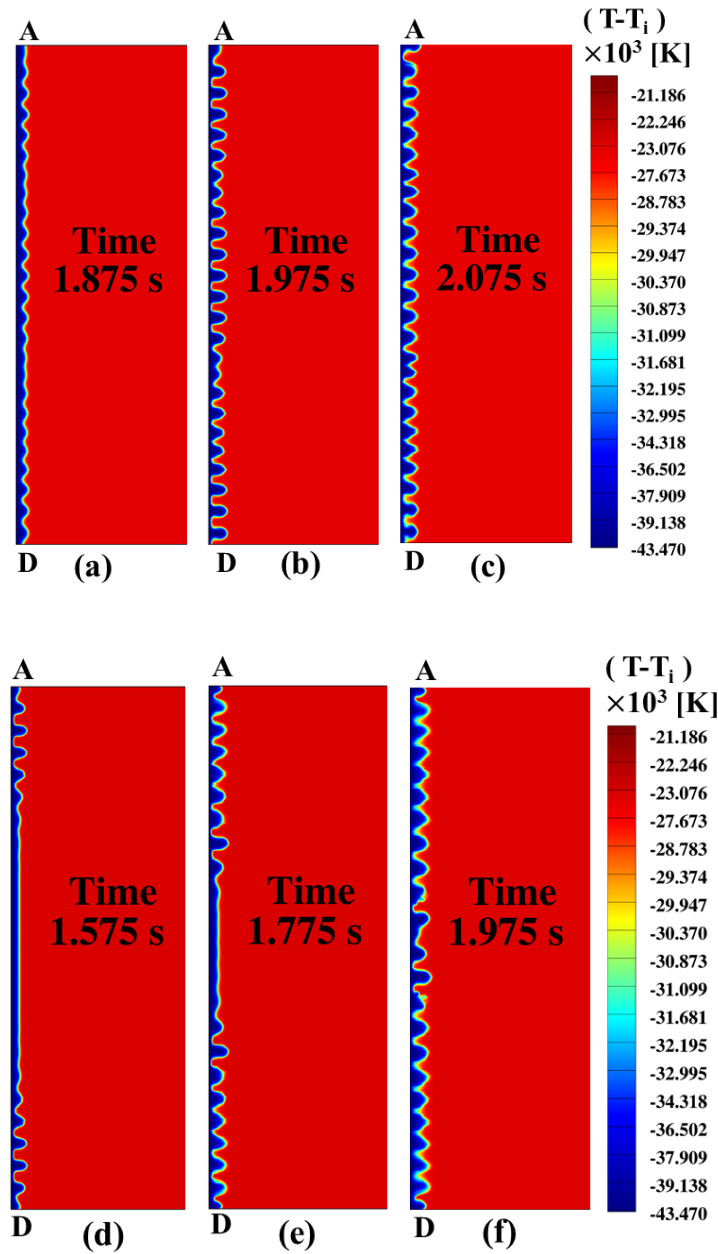 A
A
A
( T-Tᵢ )
×10³ [K]
Time
1.875 s
Time
1.975 s
Time
2.075 s
-21.186
-22.246
-23.076
-27.673
-28.783
-29.374
-29.947
-30.370
-30.873
-31.099
-31.681
-32.195
-32.995
-34.318
-36.502
-37.909
-39.138
-43.470
D (a)
D (b)
D (c)
A
A
A
( T-Tᵢ )
×10³ [K]
Time
1.575 s
Time
1.775 s
Time
1.975 s
-21.186
-22.246
-23.076
-27.673
-28.783
-29.374
-29.947
-30.370
-30.873
-31.099
-31.681
-32.195
-32.995
-34.318
-36.502
-37.909
-39.138
-43.470
D (d)
D (e)
D (f)